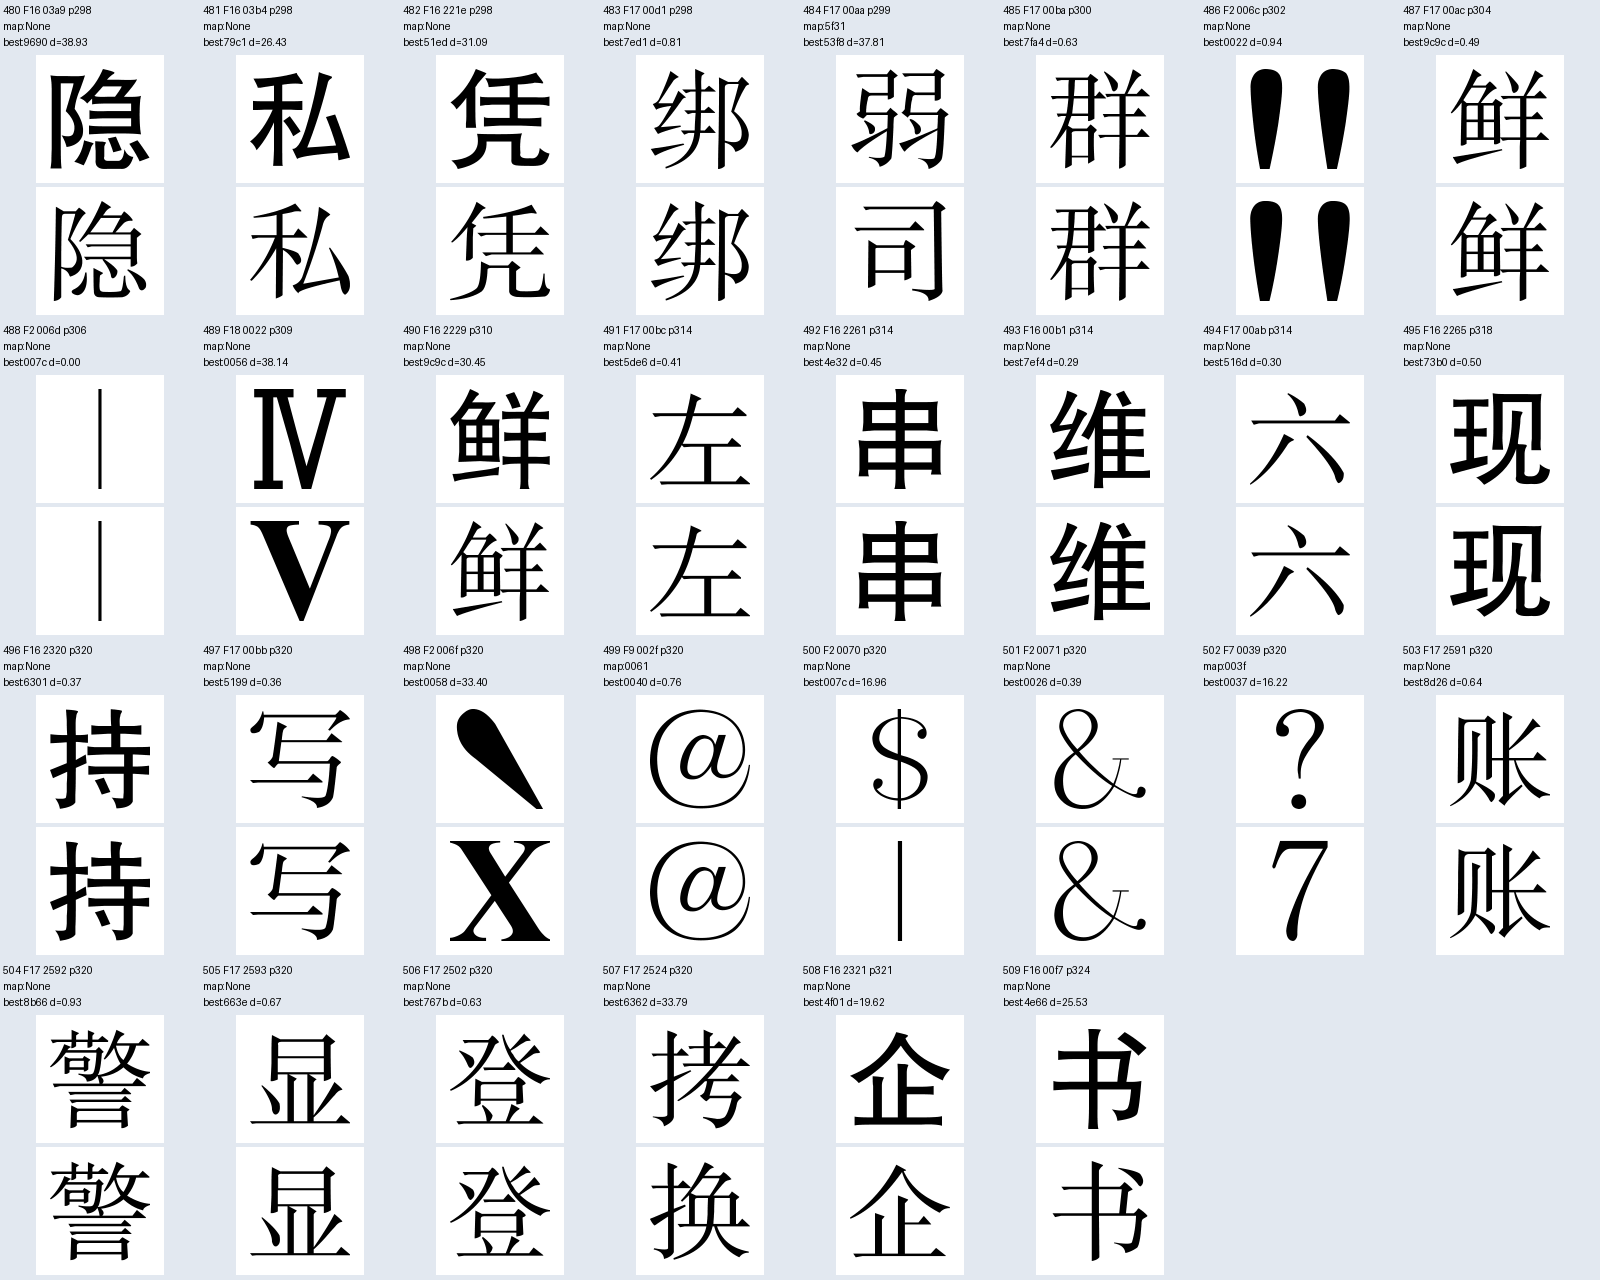 480 F16 03a9 p298 481 F16 03b4 p298 482 F16 221e p298 483 F17 00d1 p298 484 F17 00aa p299 485 F17 00ba p300 486 F2 006c p302 487 F17 00ac p304
map:None map:None map:None map:None map:5f31 map:None map:None map:None
best9690 d=38.93 best79c1 d=26.43 best51ed d=31.09 best7ed1 d=0.81 best53f8 d=37.81 best7fa4 d=0.63 best0022 d=0.94 best9c9c d=0.49
隐 私 凭 绑 弱 群 " 鲜
隐 私 凭 绑 司 群 " 鲜
488 F2 006d p306 489 F18 0022 p309 490 F16 2229 p310 491 F17 00bc p314 492 F16 2261 p314 493 F16 00b1 p314 494 F17 00ab p314 495 F16 2265 p318
map:None map:None map:None map:None map:None map:None map:None map:None
best007c d=0.00 best0056 d=38.14 best9c9c d=30.45 best5de6 d=0.41 best4e32 d=0.45 best7ef4 d=0.29 best516d d=0.30 best73b0 d=0.50
| Ⅳ 鲜 左 串 维 六 现
| V 鲜 左 串 维 六 现
496 F16 2320 p320 497 F17 00bb p320 498 F2 006f p320 499 F9 002f p320 500 F2 0070 p320 501 F2 0071 p320 502 F7 0039 p320 503 F17 2591 p320
map:None map:None map:None map:0061 map:None map:None map:003f map:None
best6301 d=0.37 best5199 d=0.36 best0058 d=33.40 best0040 d=0.76 best007c d=16.96 best0026 d=0.39 best0037 d=16.22 best8d26 d=0.64
持 写 ` @ $ & ? 账
持 写 X @ | & 7 账
504 F17 2592 p320 505 F17 2593 p320 506 F17 2502 p320 507 F17 2524 p320 508 F16 2321 p321 509 F16 00f7 p324
map:None map:None map:None map:None map:None map:None
best8b66 d=0.93 best663e d=0.67 best767b d=0.63 best6362 d=33.79 best4f01 d=19.62 best4e66 d=25.53
警 显 登 拷 企 书
警 显 登 换 企 书